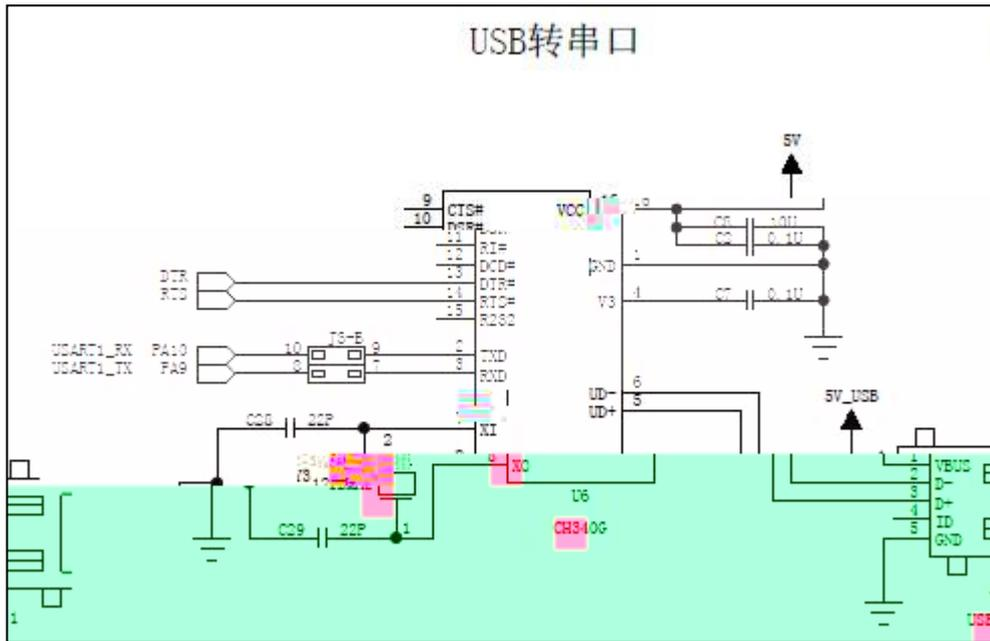 USB转串口
5V
9 CTS# VCC
10 DSR# C8 10U
11 RI# C2 0.1U
12 DCD# GND 1
DTR 13 DTR#
RTS 14 RTS# V3 4 C7 0.1U
15 R232
USART1_RX PA10 10 9 2 TXD
USART1_TX PA9 8 7 3 RXD
UD- 6
UD+ 5
5V_USB
C28 22P XI
2
XO 1 VBUS
2 D-
U6 3 D+
4 ID
C29 22P 1 CH340G 5 GND
1 USB